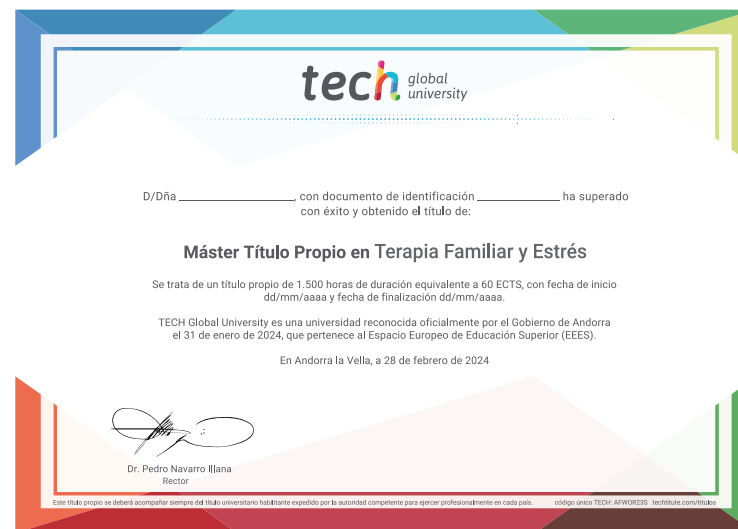 tech global university
D/Dña ______________, con documento de identificación ____________ ha superado
con éxito y obtenido el título de:
Máster Título Propio en Terapia Familiar y Estrés
Se trata de un título propio de 1.500 horas de duración equivalente a 60 ECTS, con fecha de inicio
dd/mm/aaaa y fecha de finalización dd/mm/aaaa.
TECH Global University es una universidad reconocida oficialmente por el Gobierno de Andorra
el 31 de enero de 2024, que pertenece al Espacio Europeo de Educación Superior (EEES).
En Andorra la Vella, a 28 de febrero de 2024
Dr. Pedro Navarro Illana
Rector
Este título propio se deberá acompañar siempre del título universitario habilitante expedido por la autoridad competente para ejercer profesionalmente en cada país. código único TECH: AFWOR23S techtitute.com/titulos